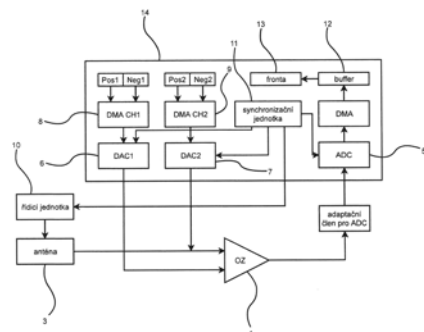 14
11
13
12
Pos1 Neg1
Pos2 Neg2
9
fronta
buffer
8
DMA CH1
DMA CH2
synchronizační
jednotka
DMA
6
DAC1
DAC2
ADC
5
10
7
řídicí jednotka
adaptační
člen pro ADC
anténa
OZ
3